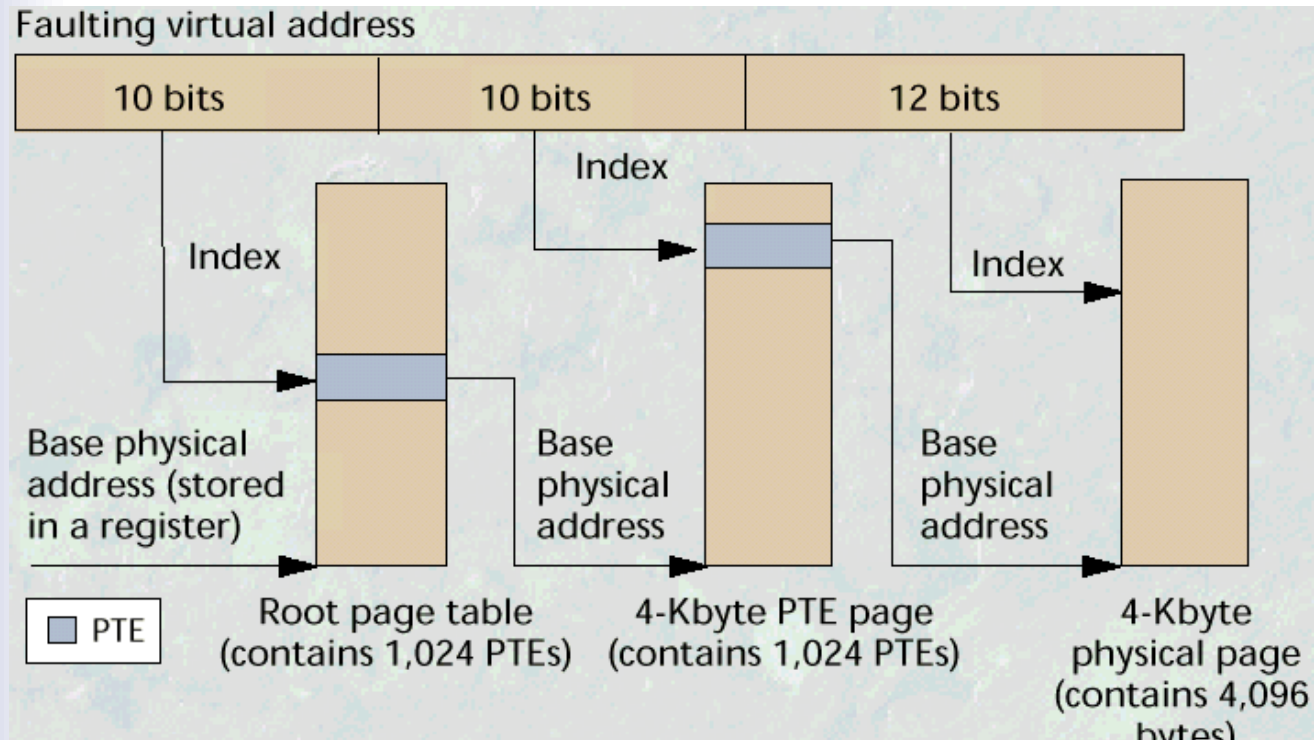 Faulting virtual address
10 bits
10 bits
12 bits
Index
Index
Index
Base physical
address (stored
in a register)
Base
physical
address
Base
physical
address
PTE
Root page table
(contains 1,024 PTEs)
4-Kbyte PTE page
(contains 1,024 PTEs)
4-Kbyte
physical page
(contains 4,096
bytes)